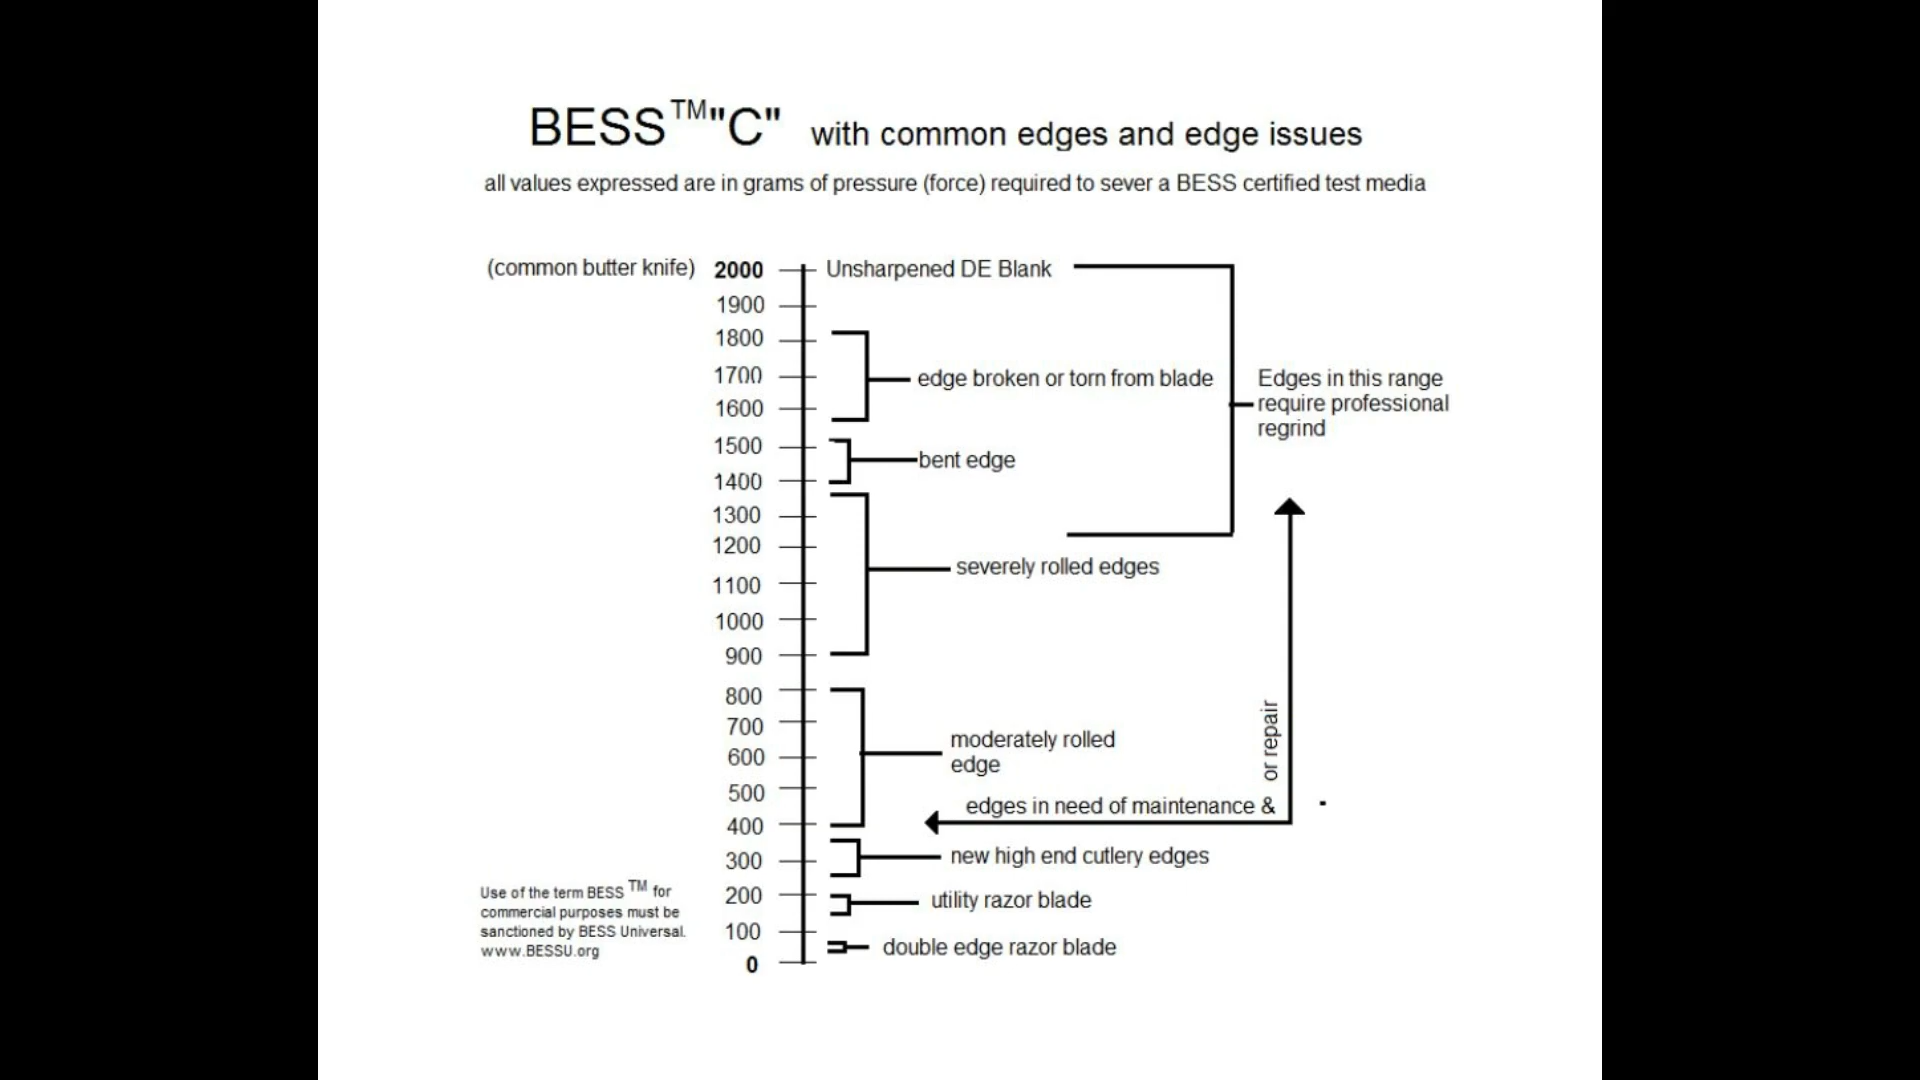 BESS™"C" with common edges and edge issues
all values expressed are in grams of pressure (force) required to sever a BESS certified test media
(common butter knife) 2000 Unsharpened DE Blank
1900
1800
1700
edge broken or torn from blade
Edges in this range
require professional
regrind
1600
1500
bent edge
1400
1300
1200
severely rolled edges
1100
1000
900
800
700
moderately rolled
edge
600
500
edges in need of maintenance &
or repair
400
300
new high end cutlery edges
200
utility razor blade
100
double edge razor blade
0
Use of the term BESS ™ for
commercial purposes must be
sanctioned by BESS Universal.
www.BESSU.org